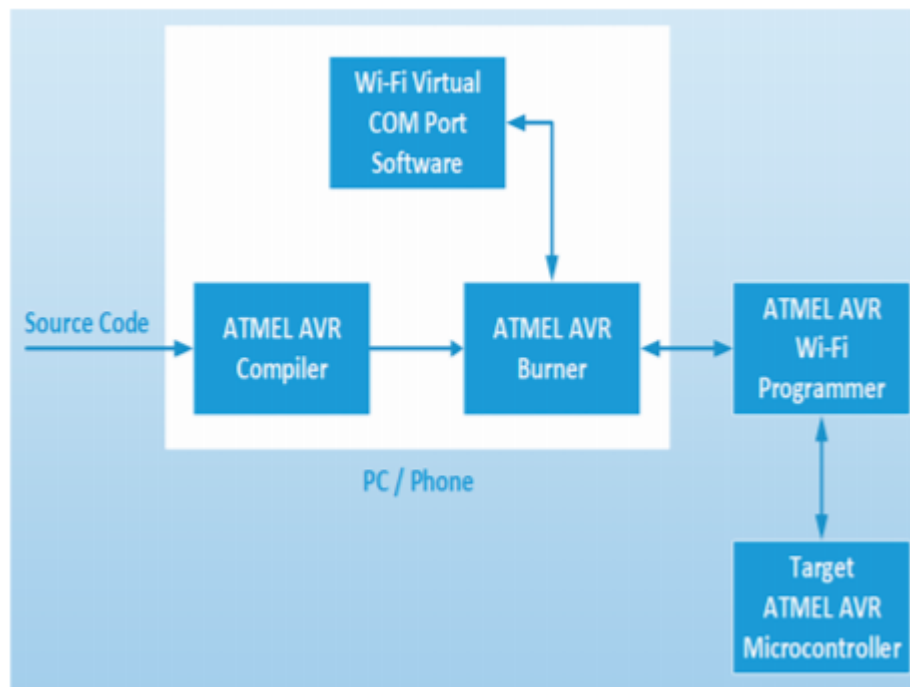 Wi-Fi Virtual
COM Port
Software
Source Code
ATMEL AVR
Compiler
ATMEL AVR
Burner
ATMEL AVR
Wi-Fi
Programmer
PC / Phone
Target
ATMEL AVR
Microcontroller